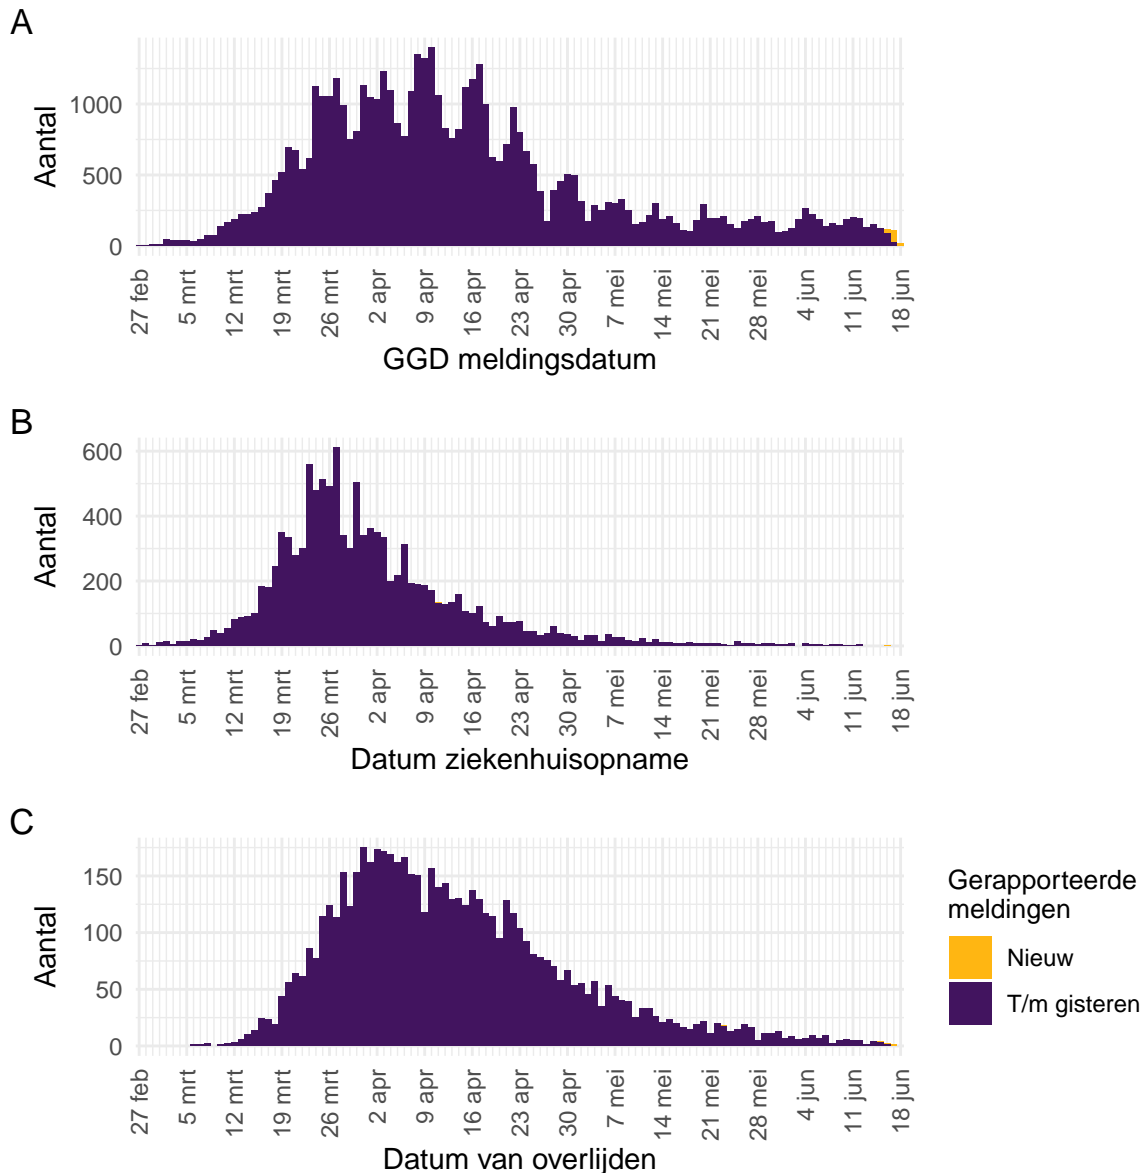 A
Aantal
1000
500
0
27 feb
5 mrt
12 mrt
19 mrt
26 mrt
2 apr
9 apr
16 apr
23 apr
30 apr
7 mei
14 mei
21 mei
28 mei
4 jun
11 jun
18 jun
GGD meldingsdatum
B
Aantal
600
400
200
0
27 feb
5 mrt
12 mrt
19 mrt
26 mrt
2 apr
9 apr
16 apr
23 apr
30 apr
7 mei
14 mei
21 mei
28 mei
4 jun
11 jun
18 jun
Datum ziekenhuisopname
C
Aantal
150
100
50
0
27 feb
5 mrt
12 mrt
19 mrt
26 mrt
2 apr
9 apr
16 apr
23 apr
30 apr
7 mei
14 mei
21 mei
28 mei
4 jun
11 jun
18 jun
Datum van overlijden
Gerapporteerde
meldingen
Nieuw
T/m gisteren